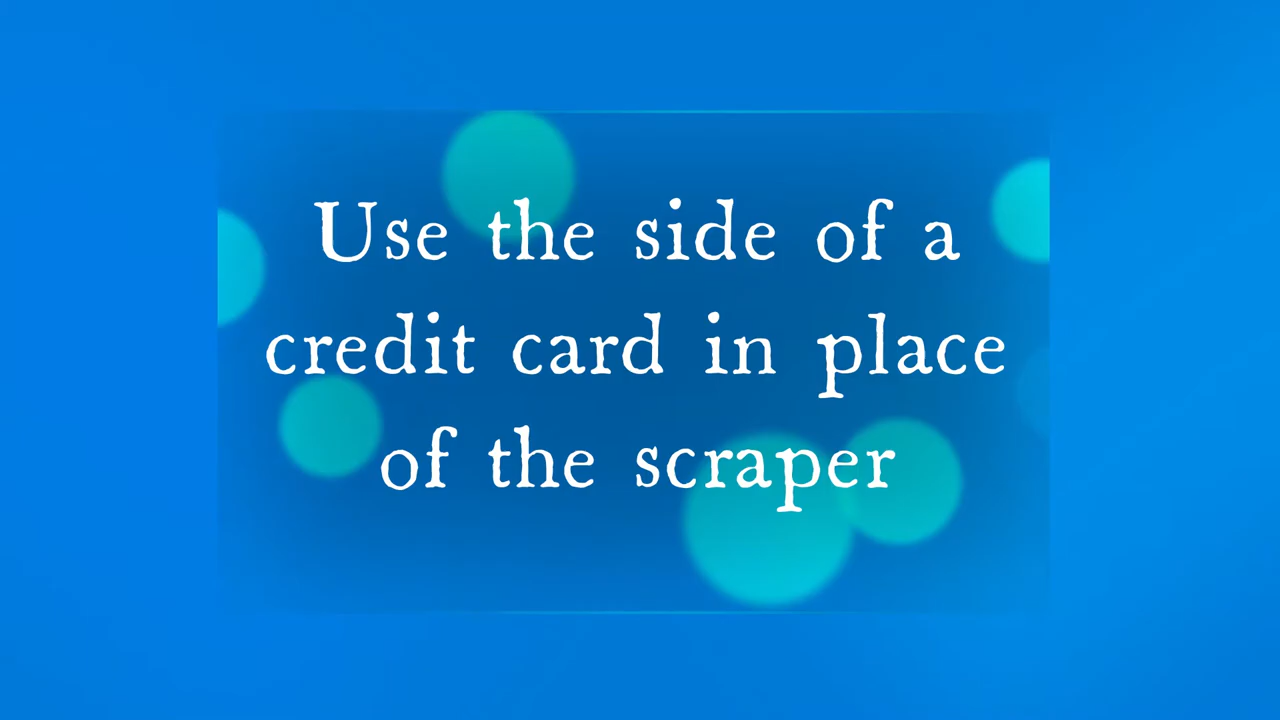 Use the side of a
credit card in place
of the scraper